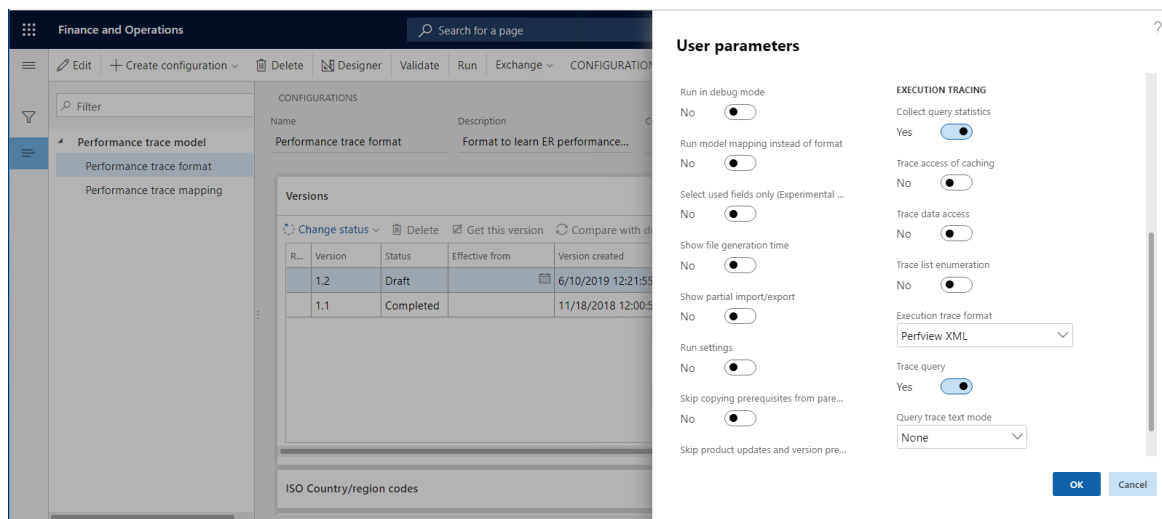 Finance and Operations
Search for a page
?
User parameters
Edit
Create configuration
Delete
Designer
Validate
Run
Exchange
CONFIGURATION
Filter
Performance trace model
Performance trace format
Performance trace mapping
CONFIGURATIONS
Name
Description
Performance trace format
Format to learn ER performance...
Versions
Change status
Delete
Get this version
Compare with
R...
Version
Status
Effective from
Version created
1.2
Draft
6/10/2019 12:21:55
1.1
Completed
11/18/2018 12:00:5
ISO Country/region codes
Run in debug mode
No
Run model mapping instead of format
No
Select used fields only (Experimental ...
No
Show file generation time
No
Show partial import/export
No
Run settings
No
Skip copying prerequisites from pare...
No
Skip product updates and version pre...
EXECUTION TRACING
Collect query statistics
Yes
Trace access of caching
No
Trace data access
No
Trace list enumeration
No
Execution trace format
Perfview XML
Trace query
Yes
Query trace text mode
None
OK
Cancel